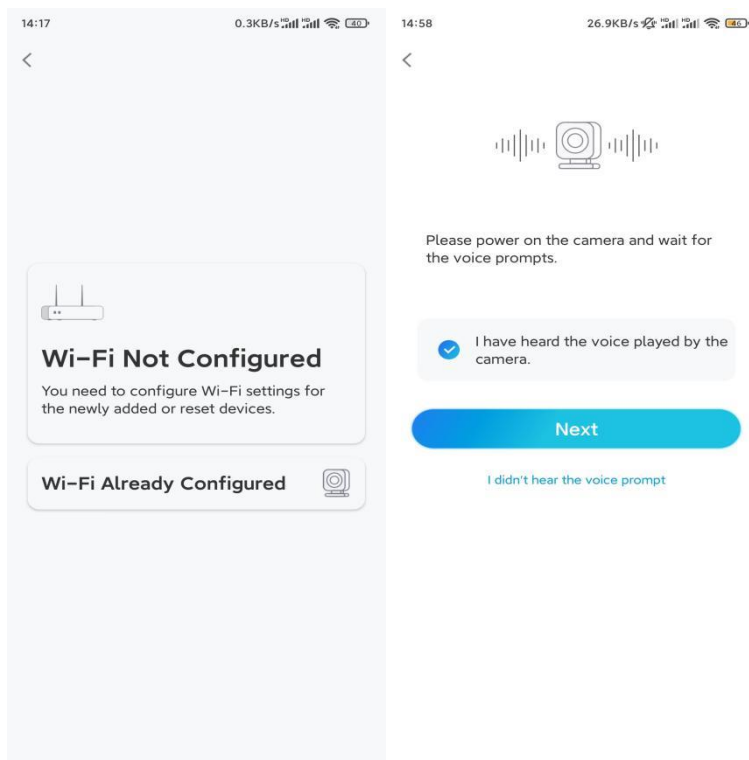 14:17
0.3KB/s
40
Wi-Fi Not Configured
You need to configure Wi-Fi settings for
the newly added or reset devices.
Wi-Fi Already Configured
14:58
26.9KB/s
46
Please power on the camera and wait for
the voice prompts.
I have heard the voice played by the
camera.
Next
I didn't hear the voice prompt